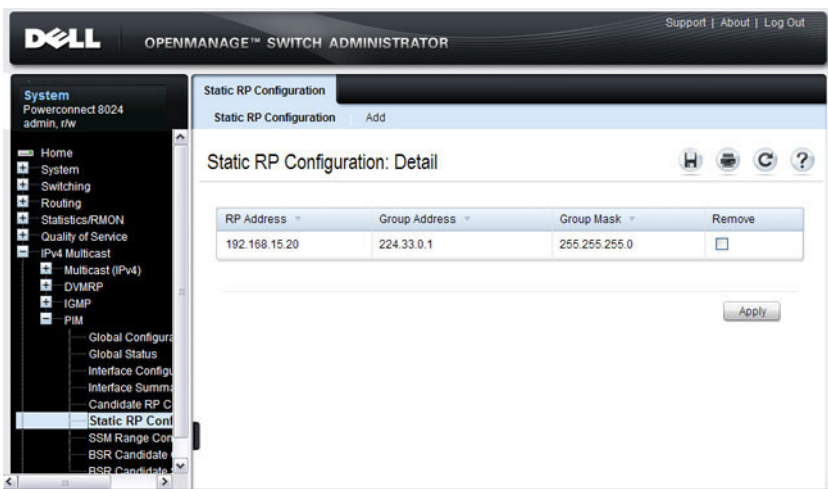 Support | About | Log Out
DELL
OPENMANAGE™ SWITCH ADMINISTRATOR
System
Powerconnect 8024
admin, r/w
Home
System
Switching
Routing
Statistics/RMON
Quality of Service
IPv4 Multicast
Multicast (IPv4)
DVMRP
IGMP
PIM
Global Configura
Global Status
Interface Configu
Interface Summa
Candidate RP C
Static RP Conf
SSM Range Con
BSR Candidate
BSR Candidate
Static RP Configuration
Static RP Configuration Add
Static RP Configuration: Detail
RP Address Group Address Group Mask Remove
192.168.15.20 224.33.0.1 255.255.255.0
Apply